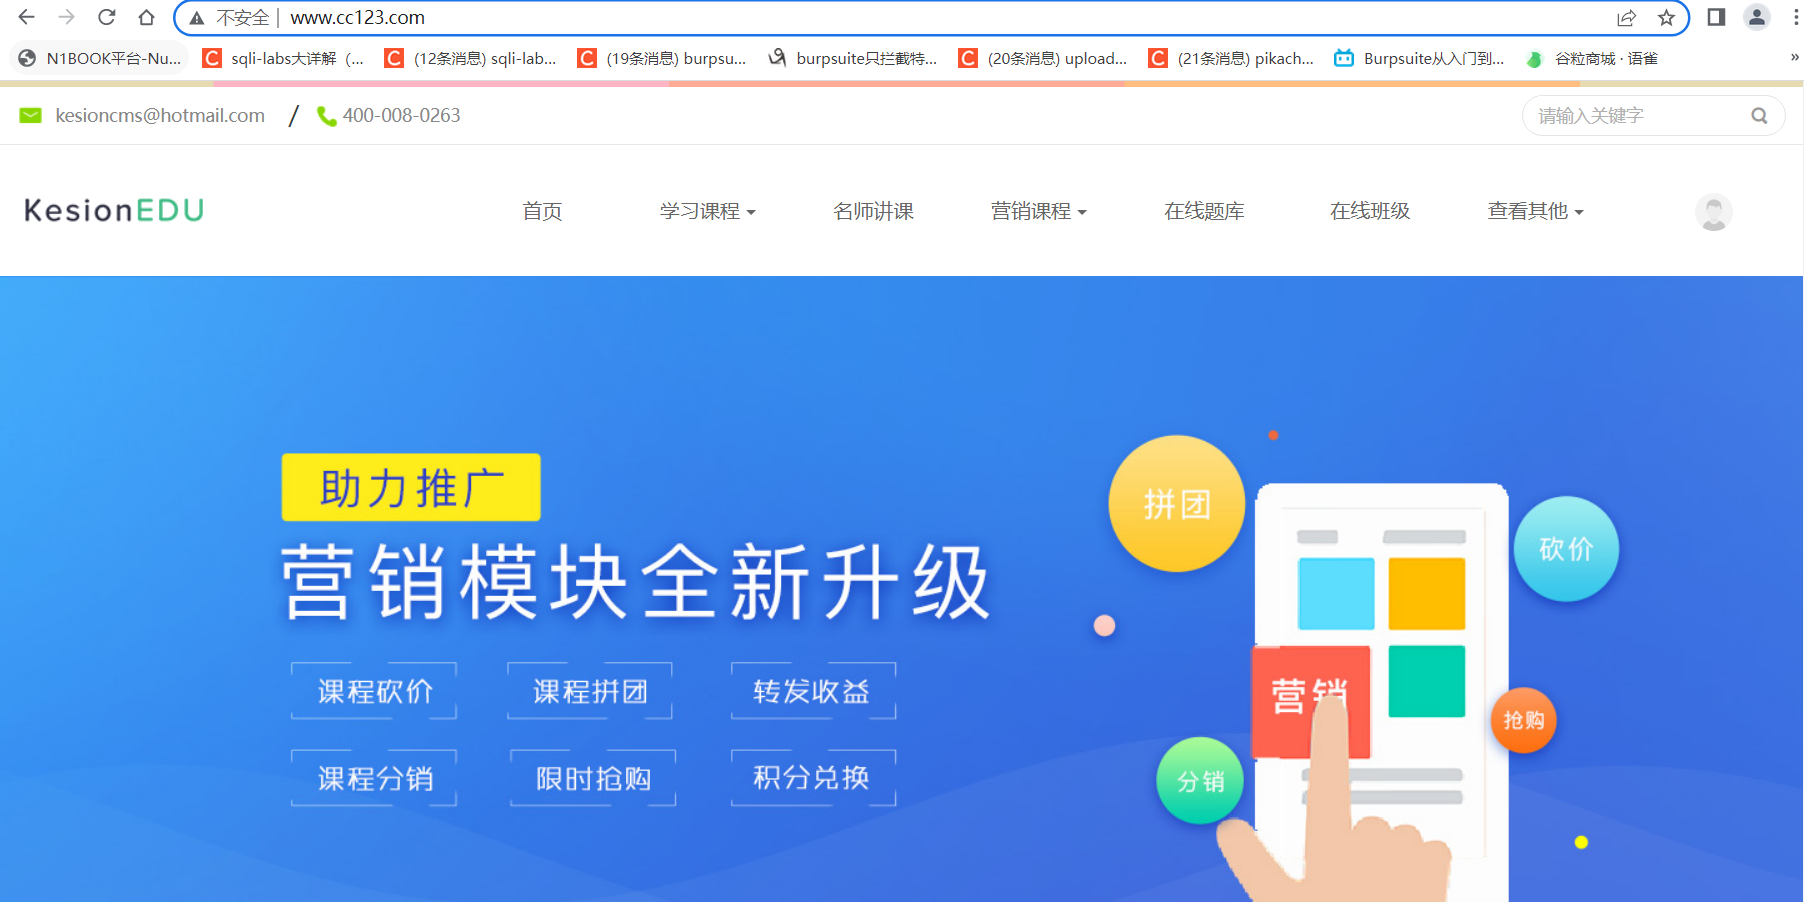 不安全 www.cc123.com
N1BOOK平台-Nu... sqli-labs大详解（... (12条消息) sqli-lab... (19条消息) burpsu... burpsuite只拦截特... (20条消息) upload... (21条消息) pikach... Burpsuite从入门到... 谷粒商城 · 语雀 »
kesioncms@hotmail.com / 400-008-0263 请输入关键字
KesionEDU 首页 学习课程 名师讲课 营销课程 在线题库 在线班级 查看其他
助力推广
营销模块全新升级
课程砍价 课程拼团 转发收益
课程分销 限时抢购 积分兑换
拼团
砍价
营销
抢购
分销